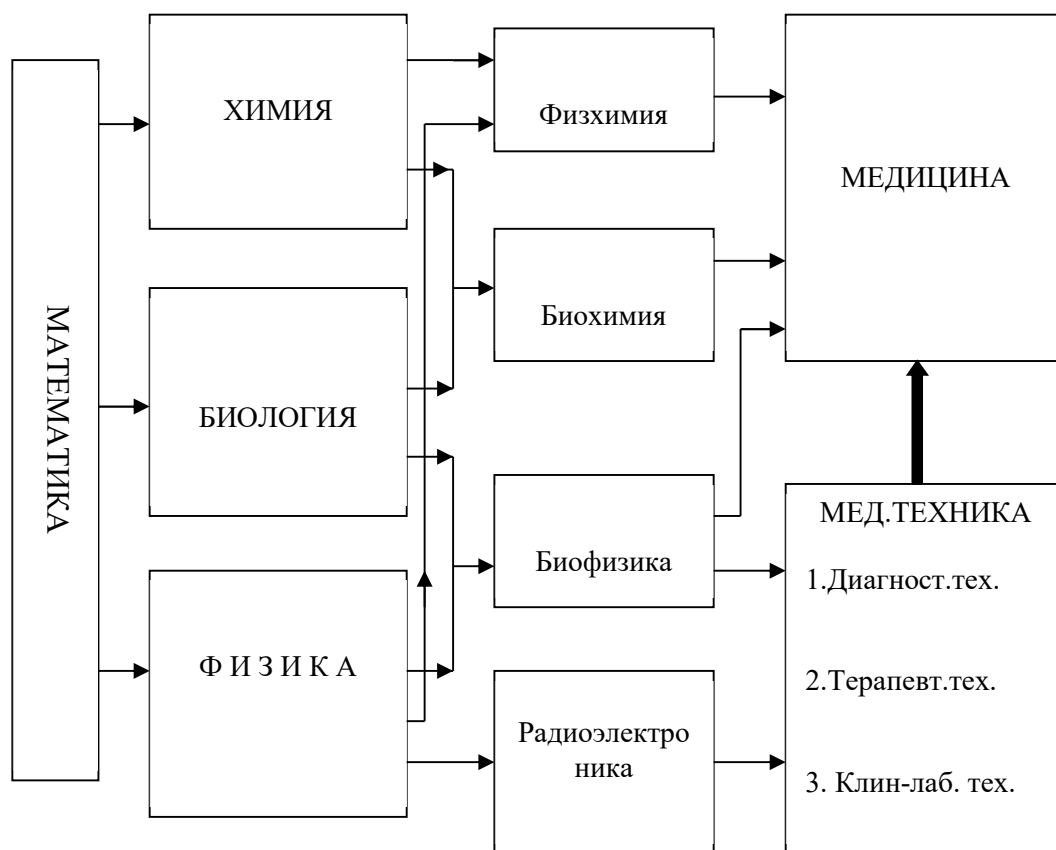 МАТЕМАТИКА
ХИМИЯ
БИОЛОГИЯ
Ф И З И К А
Физхимия
Биохимия
Биофизика
Радиоэлектро
ника
МЕДИЦИНА
МЕД.ТЕХНИКА
1.Диагност.тех.
2.Терапевт.тех.
3. Клин-лаб. тех.